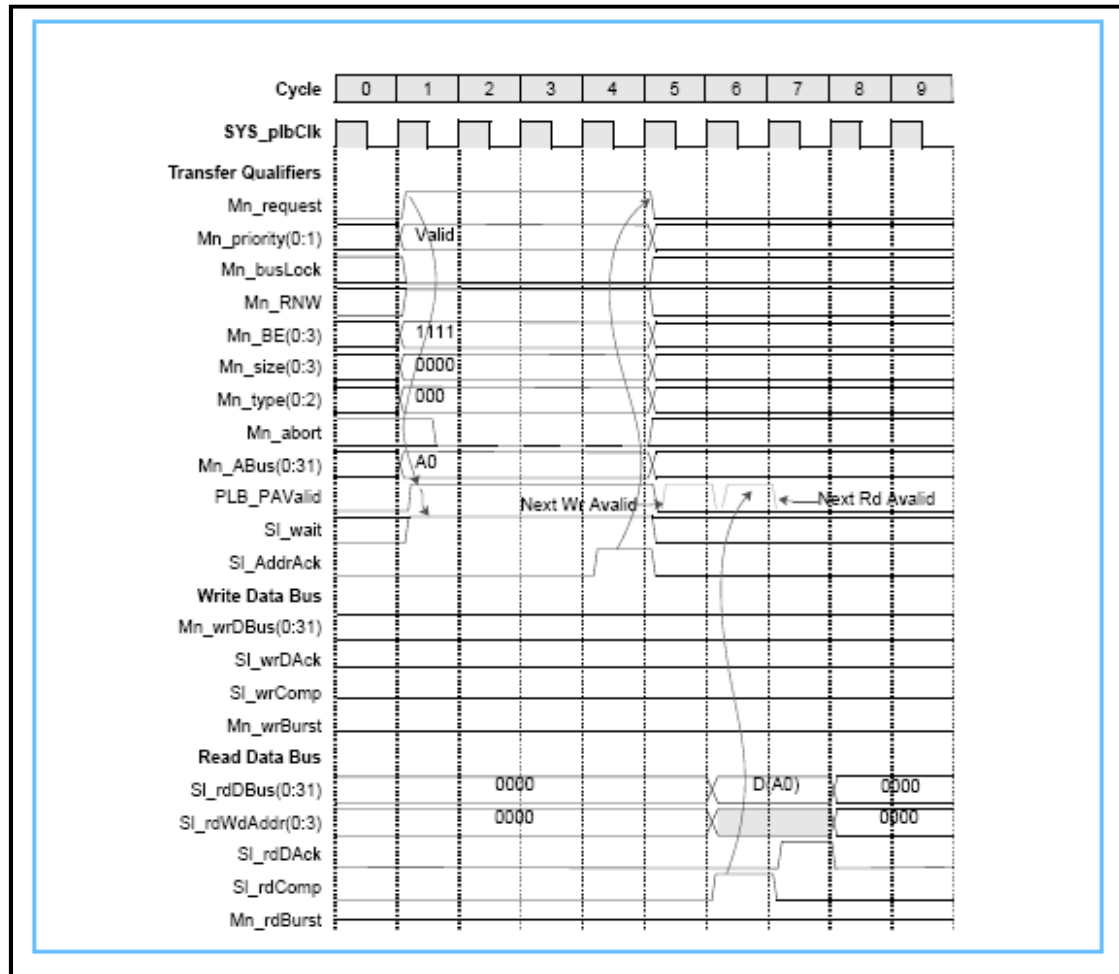 Cycle 0 1 2 3 4 5 6 7 8 9
SYS_plbClk
Transfer Qualifiers
Mn_request
Mn_priority(0:1) Valid
Mn_busLock
Mn_RNW
Mn_BE(0:3) 1111
Mn_size(0:3) 0000
Mn_type(0:2) 000
Mn_abort
Mn_ABus(0:31) A0
PLB_PAValid Next Wr Avalid Next Rd Avalid
Sl_wait
Sl_AddrAck
Write Data Bus
Mn_wrDBus(0:31)
Sl_wrDAck
Sl_wrComp
Mn_wrBurst
Read Data Bus
Sl_rdDBus(0:31) 0000 D(A0) 0000
Sl_rdWdAddr(0:3) 0000 0000
Sl_rdDAck
Sl_rdComp
Mn_rdBurst